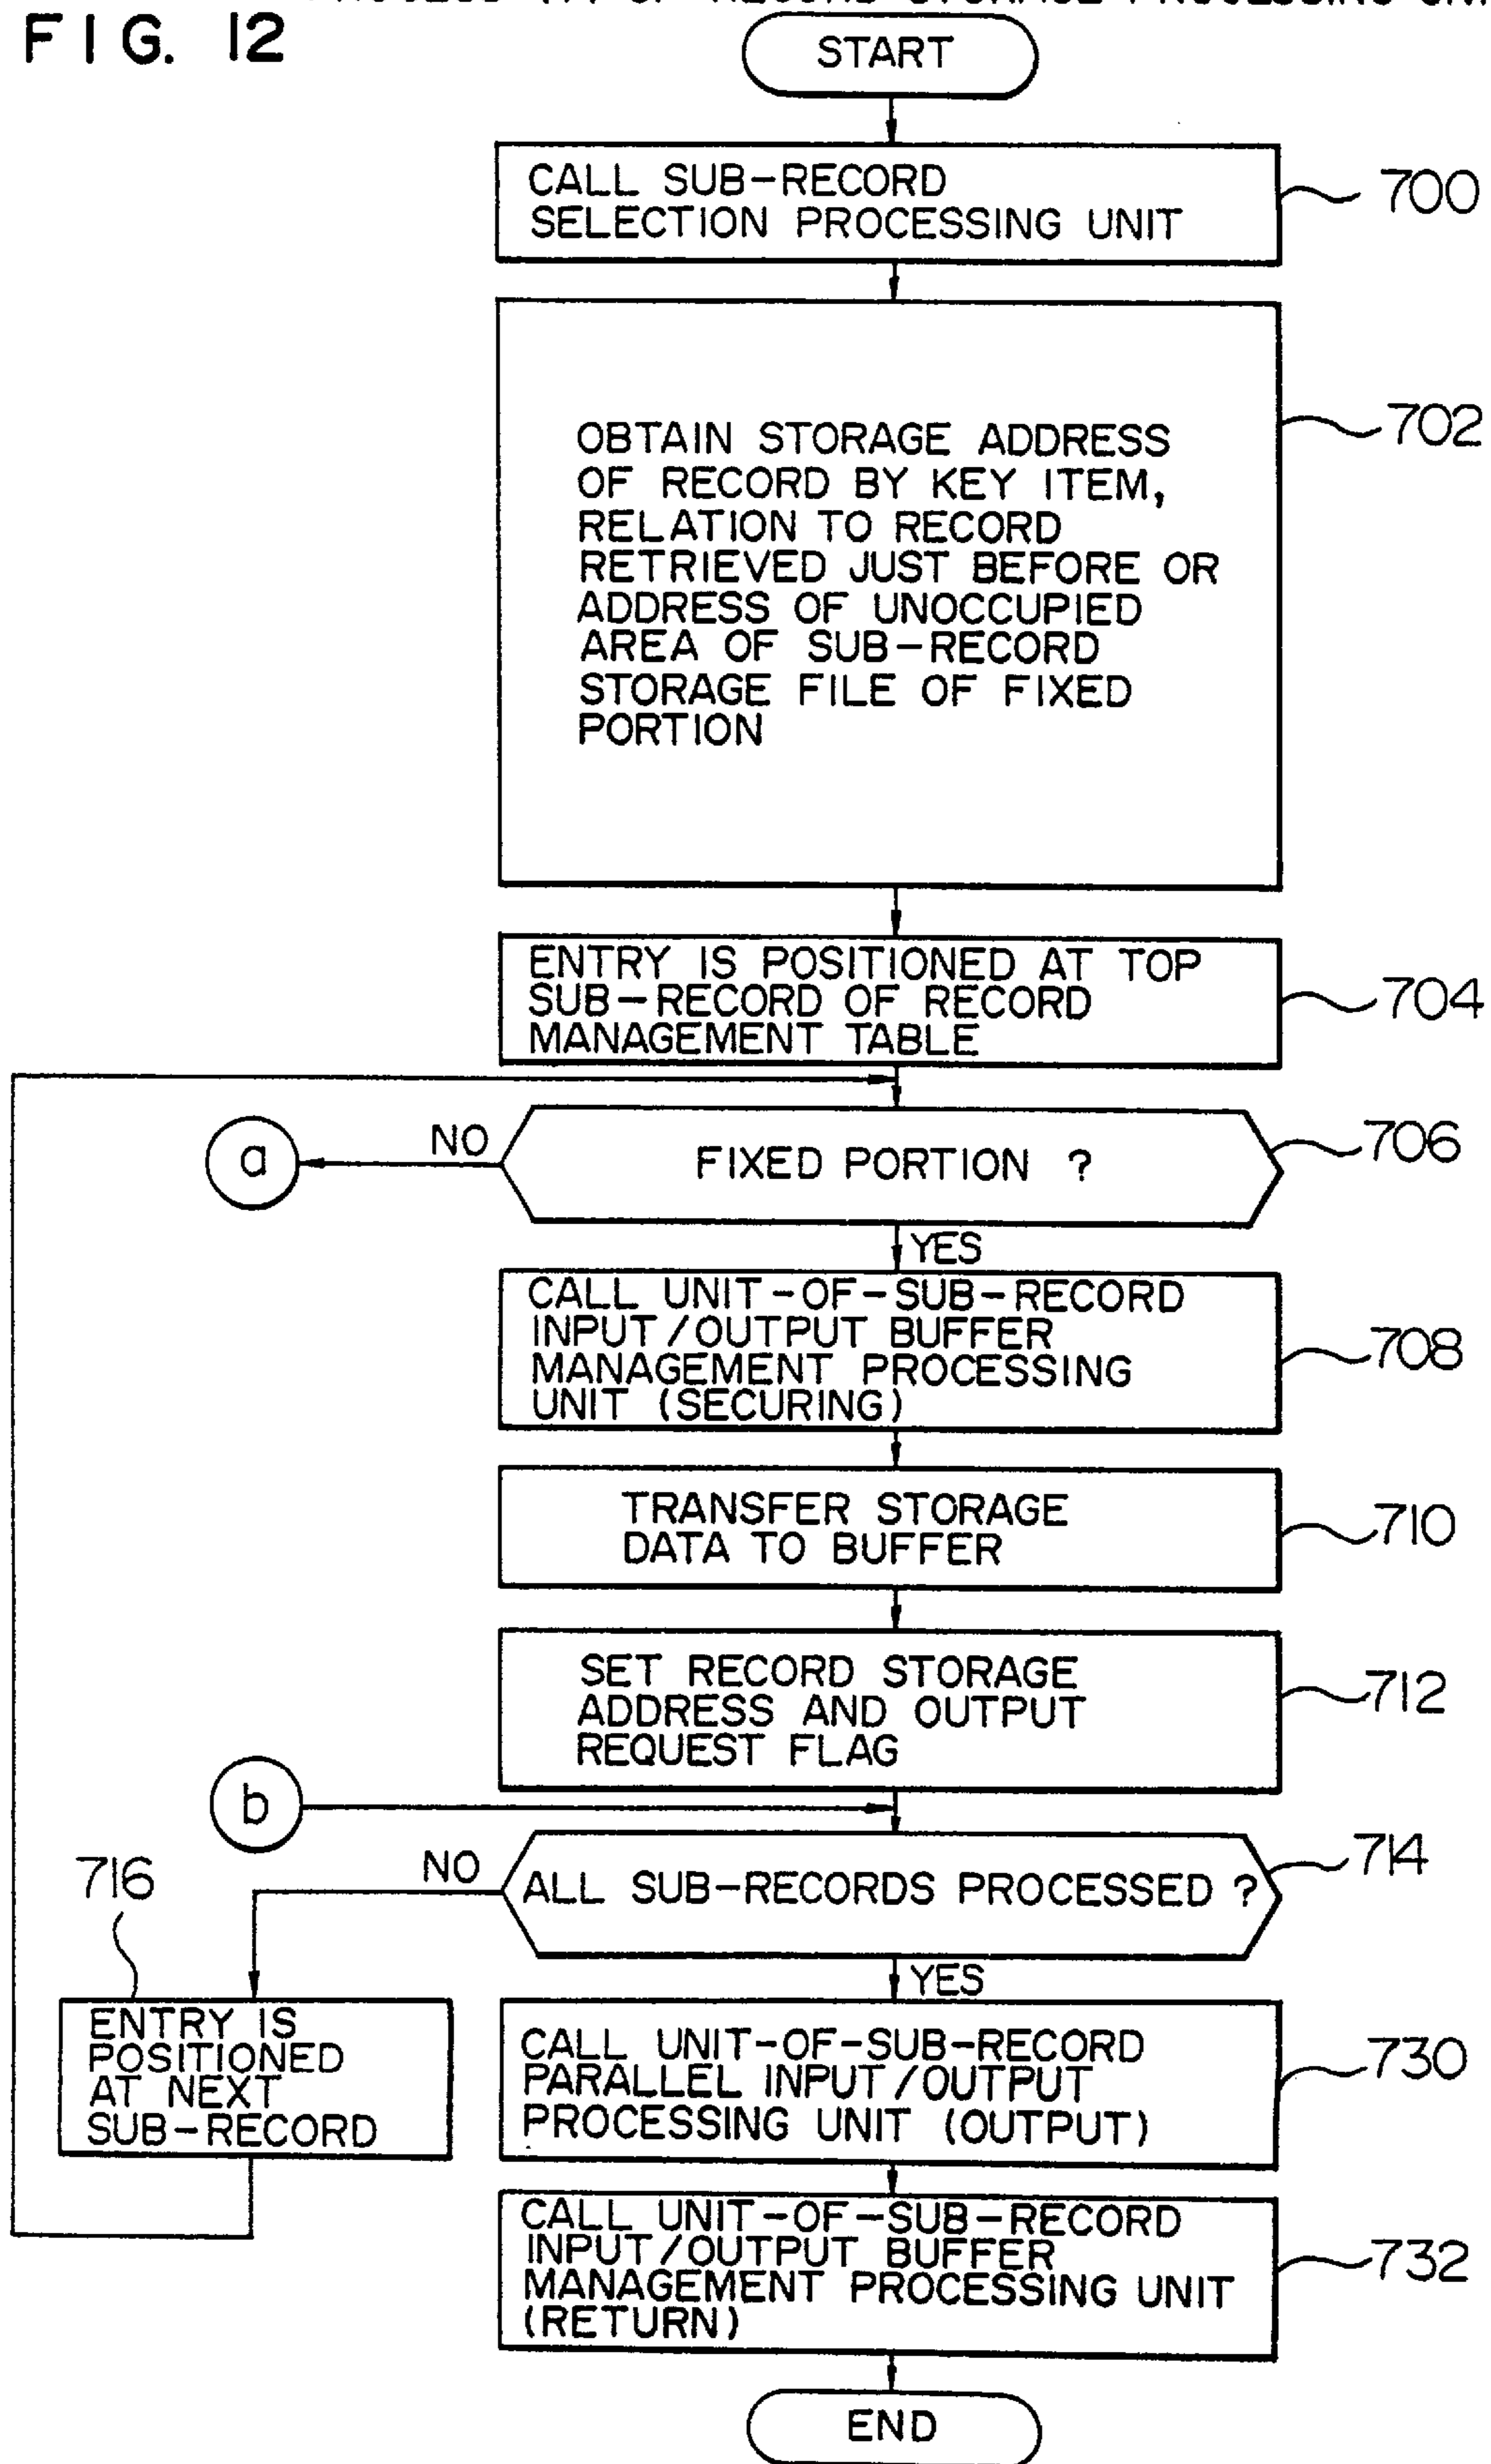 OF RECORD STORAGE PROCESSING
FIG. 12
START
CALL SUB-RECORD
SELECTION PROCESSING UNIT
700
OBTAIN STORAGE ADDRESS
OF RECORD BY KEY ITEM,
RELATION TO RECORD
RETRIEVED JUST BEFORE OR
ADDRESS OF UNOCCUPIED
AREA OF SUB-RECORD
STORAGE FILE OF FIXED
PORTION
702
ENTRY IS POSITIONED AT TOP
SUB-RECORD OF RECORD
MANAGEMENT TABLE
704
a
NO
FIXED PORTION ?
706
YES
CALL UNIT-OF-SUB-RECORD
INPUT/OUTPUT BUFFER
MANAGEMENT PROCESSING
UNIT (SECURING)
708
TRANSFER STORAGE
DATA TO BUFFER
710
SET RECORD STORAGE
ADDRESS AND OUTPUT
REQUEST FLAG
712
b
NO
ALL SUB-RECORDS PROCESSED ?
714
716
YES
ENTRY IS
POSITIONED
AT NEXT
SUB-RECORD
CALL UNIT-OF-SUB-RECORD
PARALLEL INPUT/OUTPUT
PROCESSING UNIT (OUTPUT)
730
CALL UNIT-OF-SUB-RECORD
INPUT/OUTPUT BUFFER
MANAGEMENT PROCESSING UNIT
(RETURN)
732
END